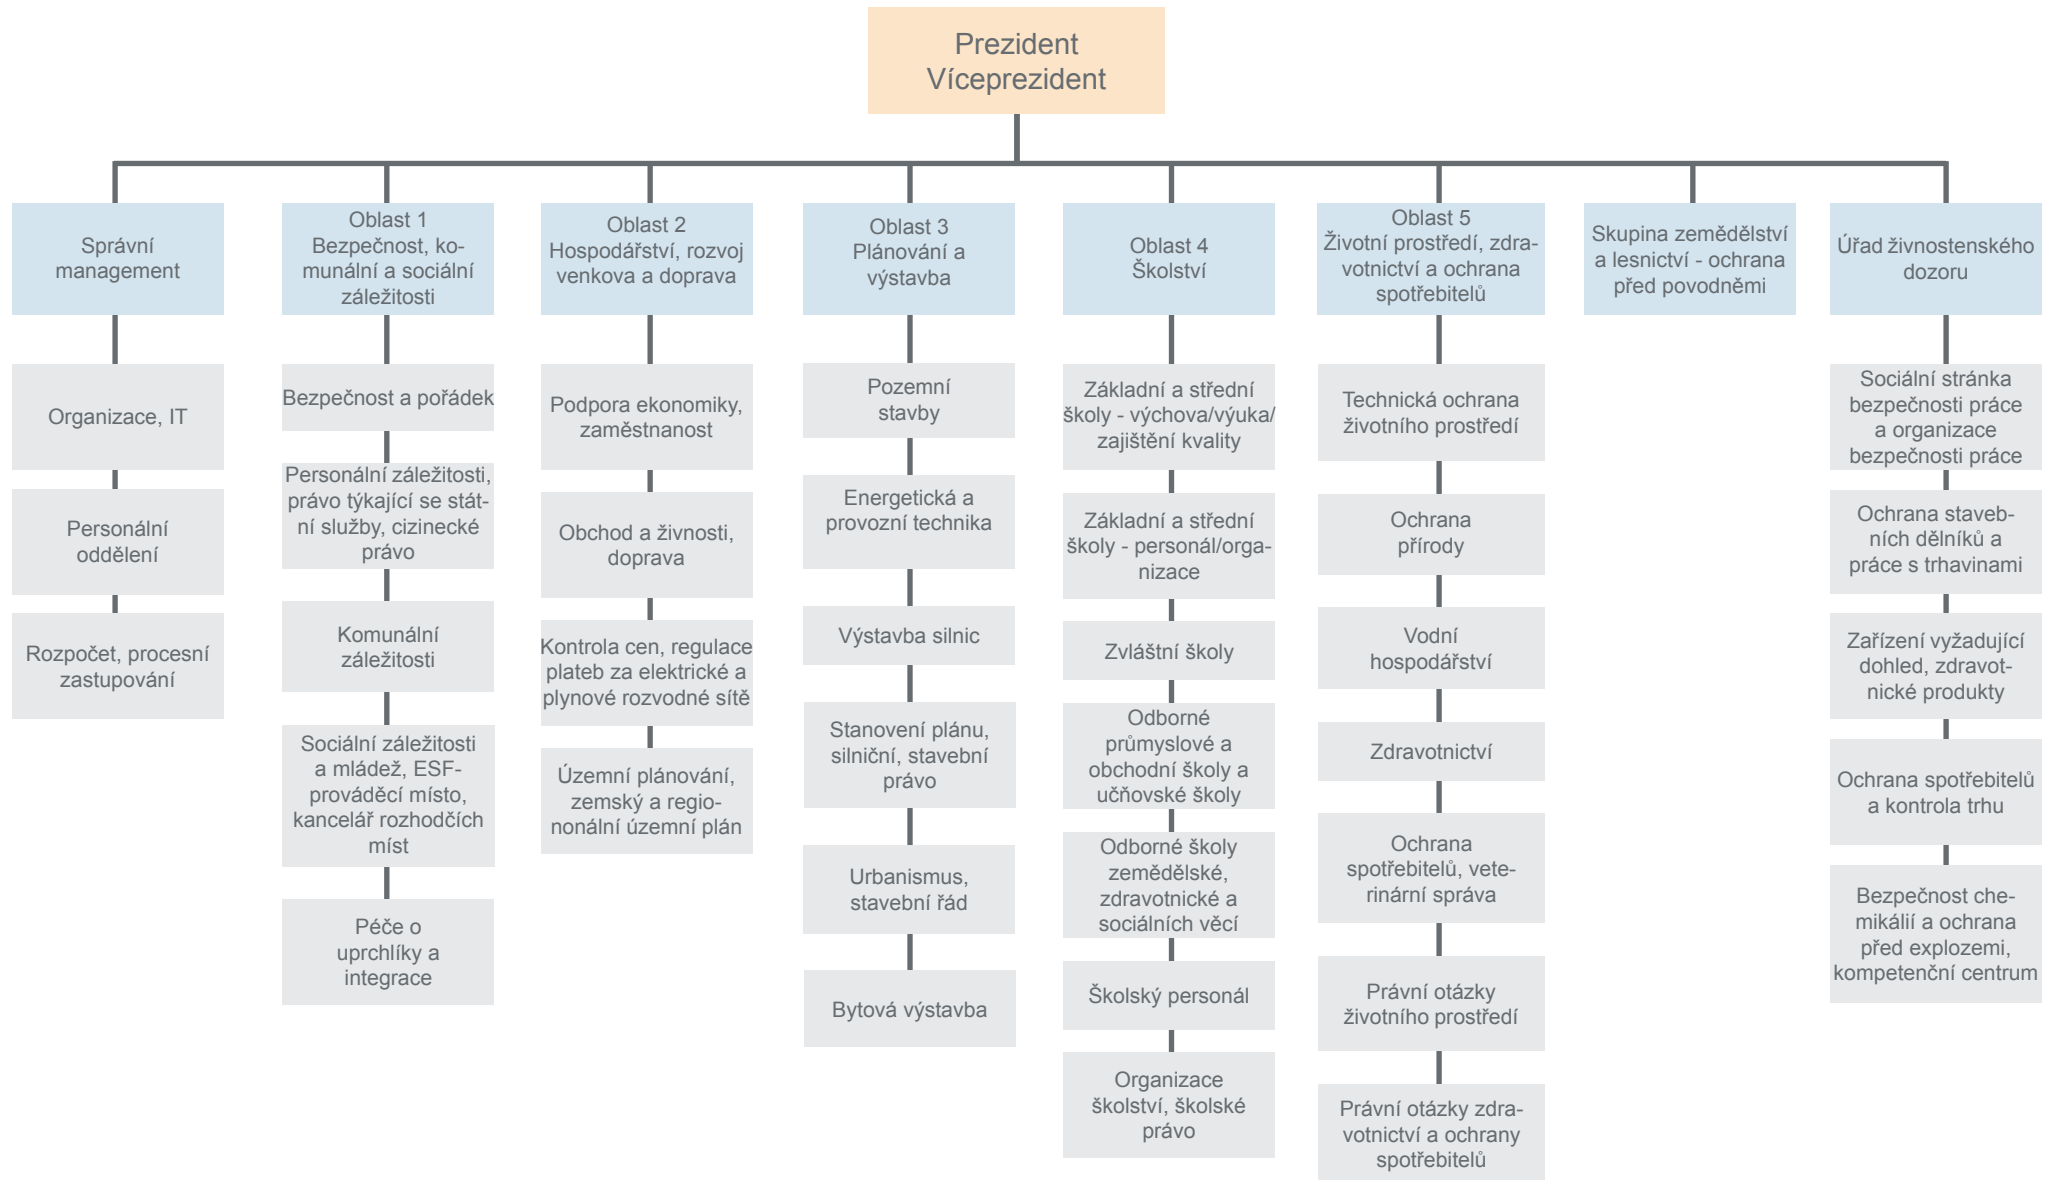 Prezident
Víceprezident
Správní
management
Organizace, IT
Personální
oddělení
Rozpočet, procesní
zastupování
Oblast 1
Bezpečnost, ko-
munální a sociální
záležitosti
Bezpečnost a pořádek
Personální záležitosti,
právo týkající se stát-
ní služby, cizinecké
právo
Komunální
záležitosti
Sociální záležitosti
a mládež, ESF-
prováděcí místo,
kancelář rozhodčích
míst
Péče o
uprchlíky a
integrace
Oblast 2
Hospodářství, rozvoj
venkova a doprava
Podpora ekonomiky,
zaměstnanost
Obchod a živnosti,
doprava
Kontrola cen, regulace
plateb za elektrické a
plynové rozvodné sítě
Územní plánování,
zemský a regio-
nonální územní plán
Oblast 3
Plánování a
výstavba
Pozemní
stavby
Energetická a
provozní technika
Výstavba silnic
Stanovení plánu,
silniční, stavební
právo
Urbanismus,
stavební řád
Bytová výstavba
Oblast 4
Školství
Základní a střední
školy - výchova/výuka/
zajištění kvality
Základní a střední
školy - personál/orga-
nizace
Zvláštní školy
Odborné
průmyslové a
obchodní školy a
učňovské školy
Odborné školy
zemědělské,
zdravotnické a
sociálních věcí
Školský personál
Organizace
školství, školské
právo
Oblast 5
Životní prostředí, zdra-
votnictví a ochrana
spotřebitelů
Technická ochrana
životního prostředí
Ochrana
přírody
Vodní
hospodářství
Zdravotnictví
Ochrana
spotřebitelů, vete-
rinární správa
Právní otázky
životního prostředí
Právní otázky zdra-
votnictví a ochrany
spotřebitelů
Skupina zemědělství
a lesnictví - ochrana
před povodněmi
Úřad živnostenského
dozoru
Sociální stránka
bezpečnosti práce
a organizace
bezpečnosti práce
Ochrana staveb-
ních dělníků a
práce s trhavinami
Zařízení vyžadující
dohled, zdravot-
nické produkty
Ochrana spotřebitelů
a kontrola trhu
Bezpečnost che-
mikálií a ochrana
před explozemi,
kompetenční centrum